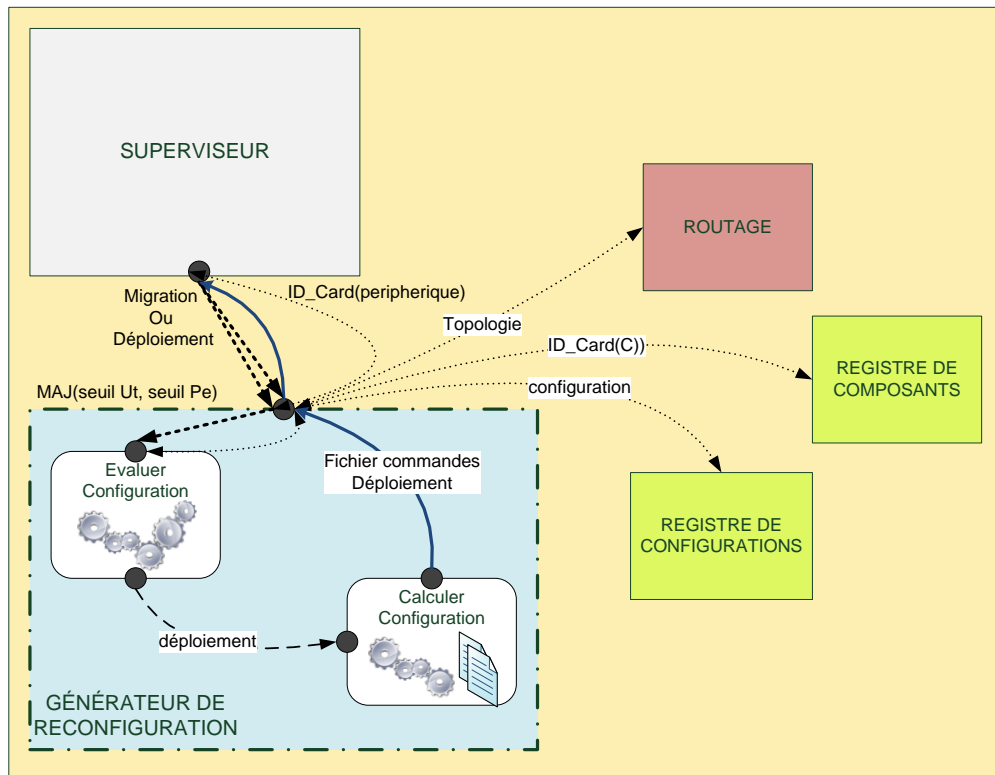 SUPERVISEUR
ROUTAGE
Migration
Ou
Déploiement
ID_Card(peripherique)
Topologie
ID_Card(C))
REGISTRE DE
COMPOSANTS
configuration
MAJ(seuil Ut, seuil Pe)
Evaluer
Configuration
Fichier commandes
Déploiement
REGISTRE DE
CONFIGURATIONS
Calculer
Configuration
déploiement
GÉNÉRATEUR DE
RECONFIGURATION